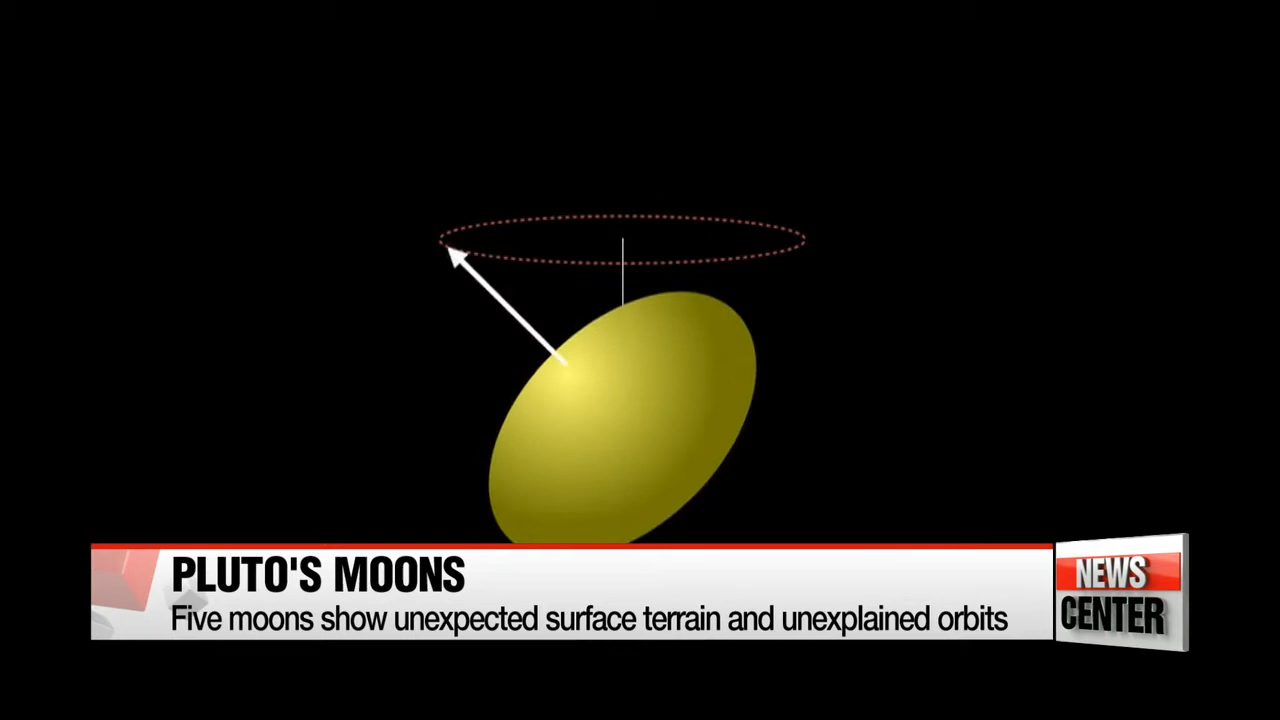 PLUTO'S MOONS
Five moons show unexpected surface terrain and unexplained orbits
NEWS
CENTER